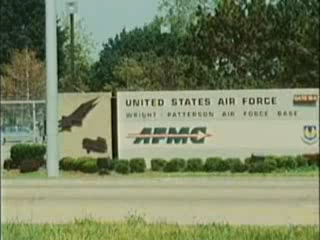 UNITED STATES AIR FORCE
WRIGHT - PATTERSON AIR FORCE BASE
AFMC